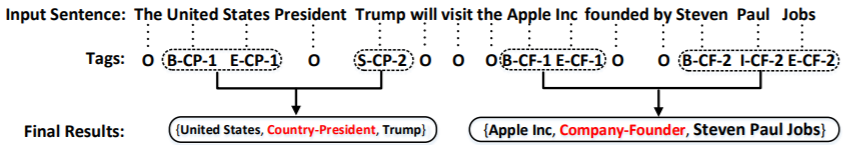 Input Sentence: The United States President Trump will visit the Apple Inc founded by Steven Paul Jobs
Tags: O B-CP-1 E-CP-1 O S-CP-2 O O O B-CF-1 E-CF-1 O O B-CF-2 I-CF-2 E-CF-2
Final Results: {United States, Country-President, Trump} {Apple Inc, Company-Founder, Steven Paul Jobs}